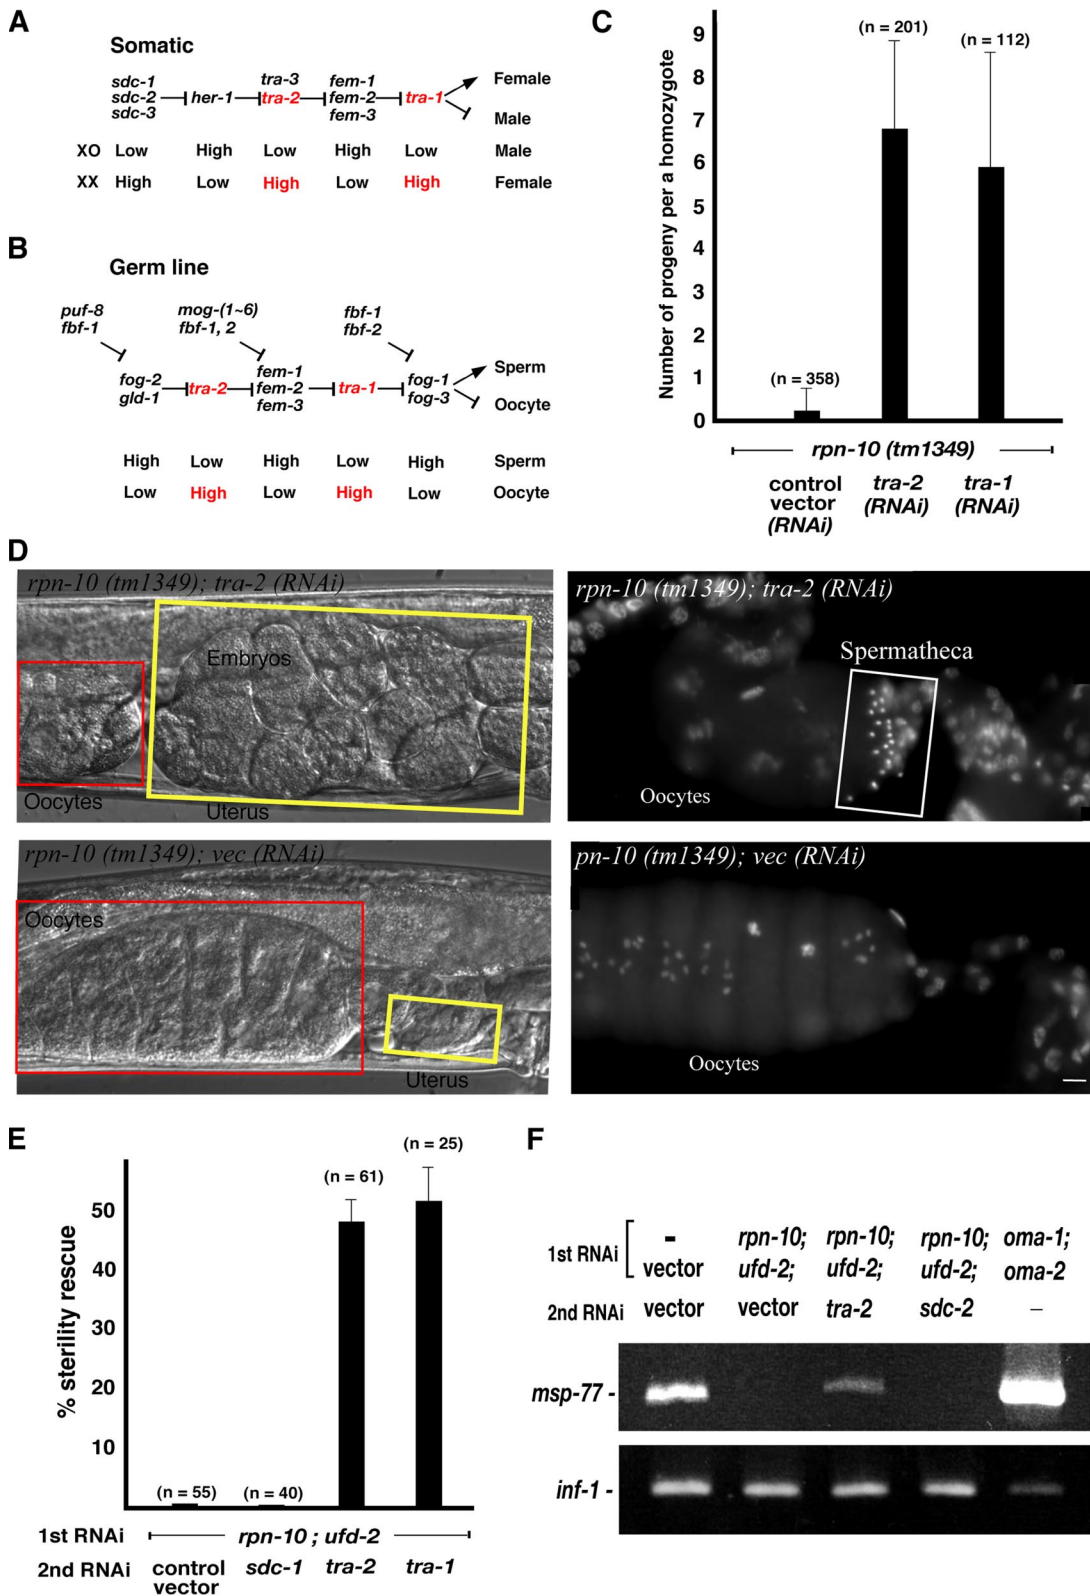 A
Somatic
sdc-1
sdc-2
sdc-3
her-1
tra-3
tra-2
fem-1
fem-2
fem-3
tra-1
Female
Male
XO Low High Low High Low Male
XX High Low High Low High Female
B
Germ line
puf-8
fbf-1
mog-(1~6)
fbf-1, 2
fbf-1
fbf-2
fog-2
gld-1
tra-2
fem-1
fem-2
fem-3
tra-1
fog-1
fog-3
Sperm
Oocyte
High Low High Low High Sperm
Low High Low High Low Oocyte
C
Number of progeny per a homozygote
9
8
7
6
5
4
3
2
1
0
(n = 358)
(n = 201)
(n = 112)
rpn-10 (tm1349)
control vector (RNAi)
tra-2 (RNAi)
tra-1 (RNAi)
D
rpn-10 (tm1349); tra-2 (RNAi)
Embryos
Oocytes
Uterus
rpn-10 (tm1349); tra-2 (RNAi)
Spermatheca
Oocytes
rpn-10 (tm1349); vec (RNAi)
Oocytes
Uterus
pn-10 (tm1349); vec (RNAi)
Oocytes
E
% sterility rescue
50
40
30
20
10
(n = 55)
(n = 40)
(n = 61)
(n = 25)
1st RNAi rpn-10 ; ufd-2
2nd RNAi control vector sdc-1 tra-2 tra-1
F
1st RNAi
- vector
rpn-10; ufd-2;
rpn-10; ufd-2;
rpn-10; ufd-2;
oma-1; oma-2
2nd RNAi vector vector tra-2 sdc-2 –
msp-77 -
inf-1 -